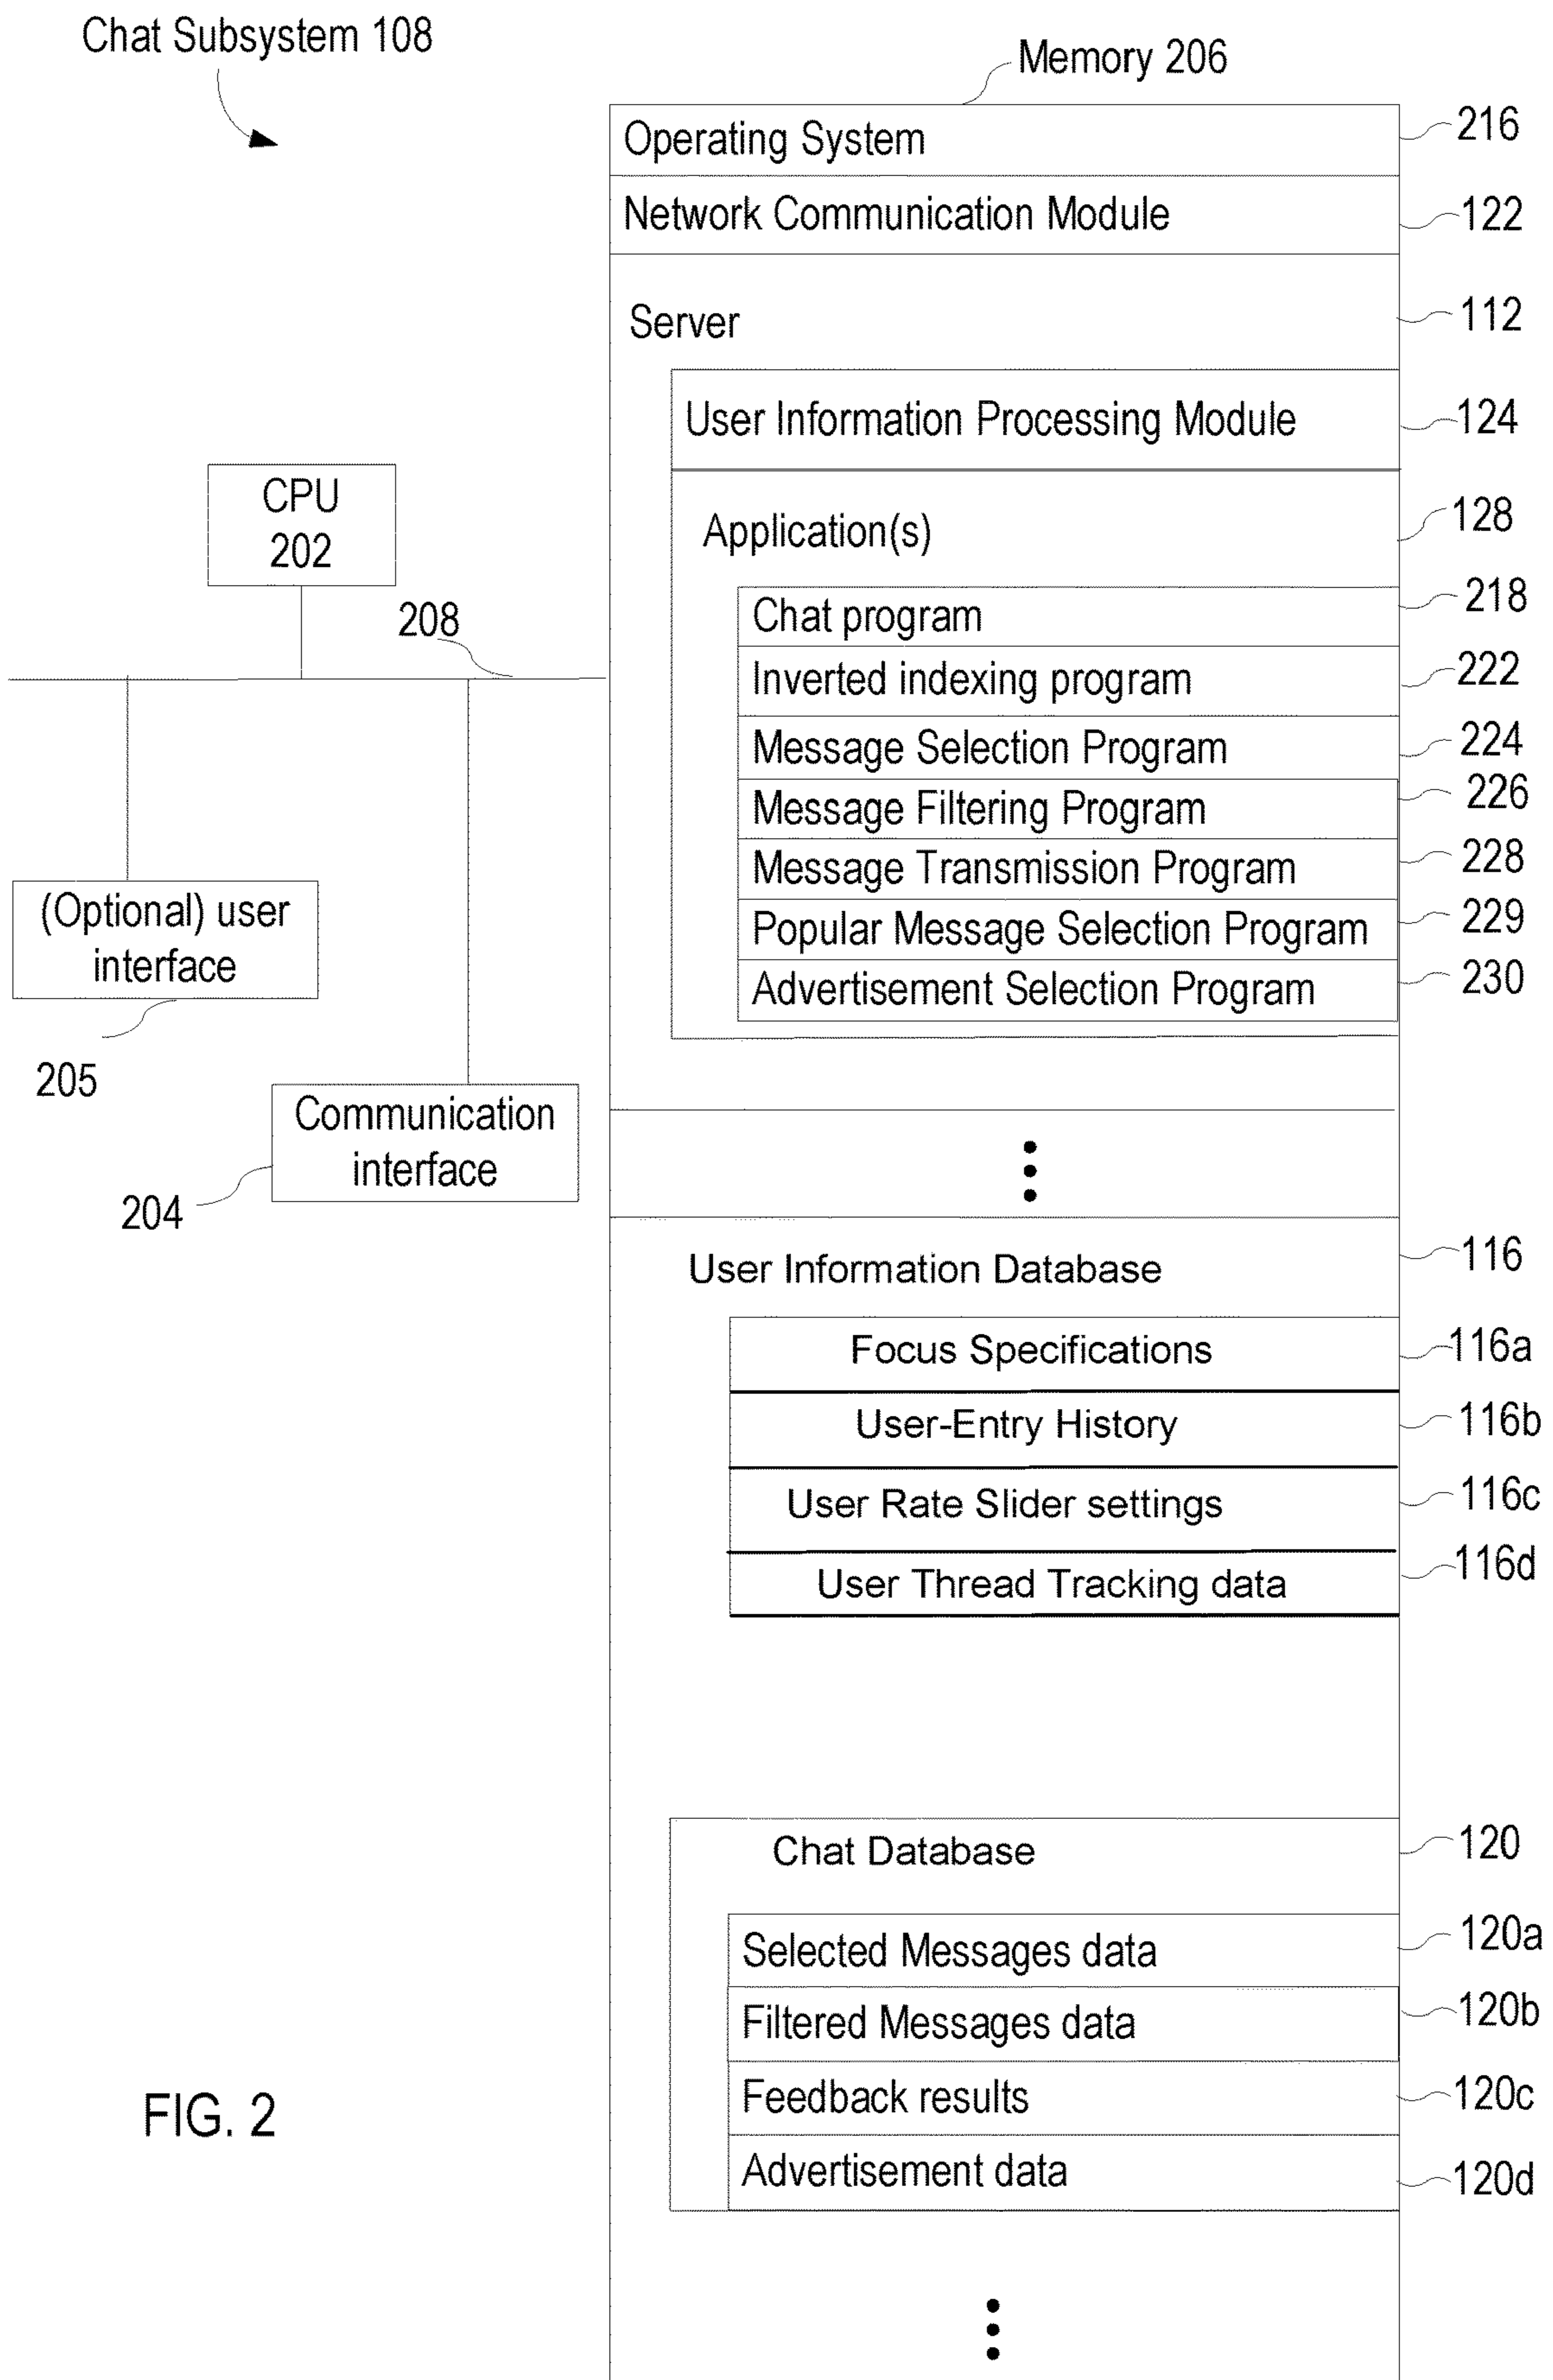 Chat Subsystem 108
Memory 206
Operating System
216
Network Communication Module
122
Server
112
User Information Processing Module
124
Application(s)
128
Chat program
218
Inverted indexing program
222
Message Selection Program
224
Message Filtering Program
226
Message Transmission Program
228
Popular Message Selection Program
229
Advertisement Selection Program
230
CPU
202
208
(Optional) user
interface
205
Communication
interface
204
User Information Database
116
Focus Specifications
116a
User-Entry History
116b
User Rate Slider settings
116c
User Thread Tracking data
116d
Chat Database
120
Selected Messages data
120a
Filtered Messages data
120b
Feedback results
120c
Advertisement data
120d
FIG. 2